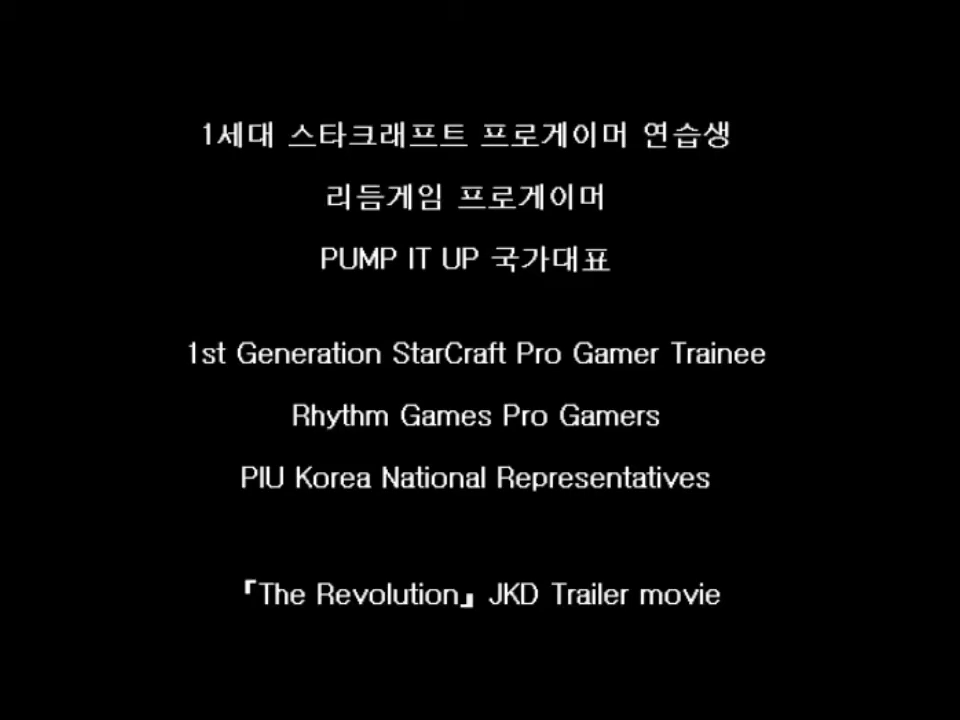 1세대 스타크래프트 프로게이머 연습생
리듬게임 프로게이머
PUMP IT UP 국가대표
1st Generation StarCraft Pro Gamer Trainee
Rhythm Games Pro Gamers
PIU Korea National Representatives
「The Revolution」 JKD Trailer movie